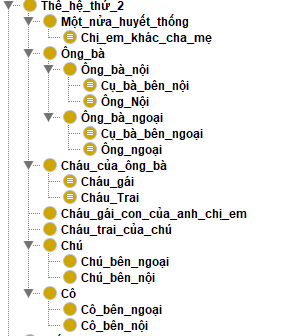 Thế_hệ_thứ_2
Một_nửa_huyết_thống
Chị_em_khác_cha_mẹ
Ông_bà
Ông_bà_nội
Cụ_bà_bên_nội
Ông_Nội
Ông_bà_ngoại
Cụ_bà_bên_ngoại
Ông_ngoại
Cháu_của_ông_bà
Cháu_gái
Cháu_Trai
Cháu_gái_con_của_anh_chị_em
Cháu_trai_của_chú
Chú
Chú_bên_ngoại
Chú_bên_nội
Cô
Cô_bên_ngoại
Cô_bên_nội